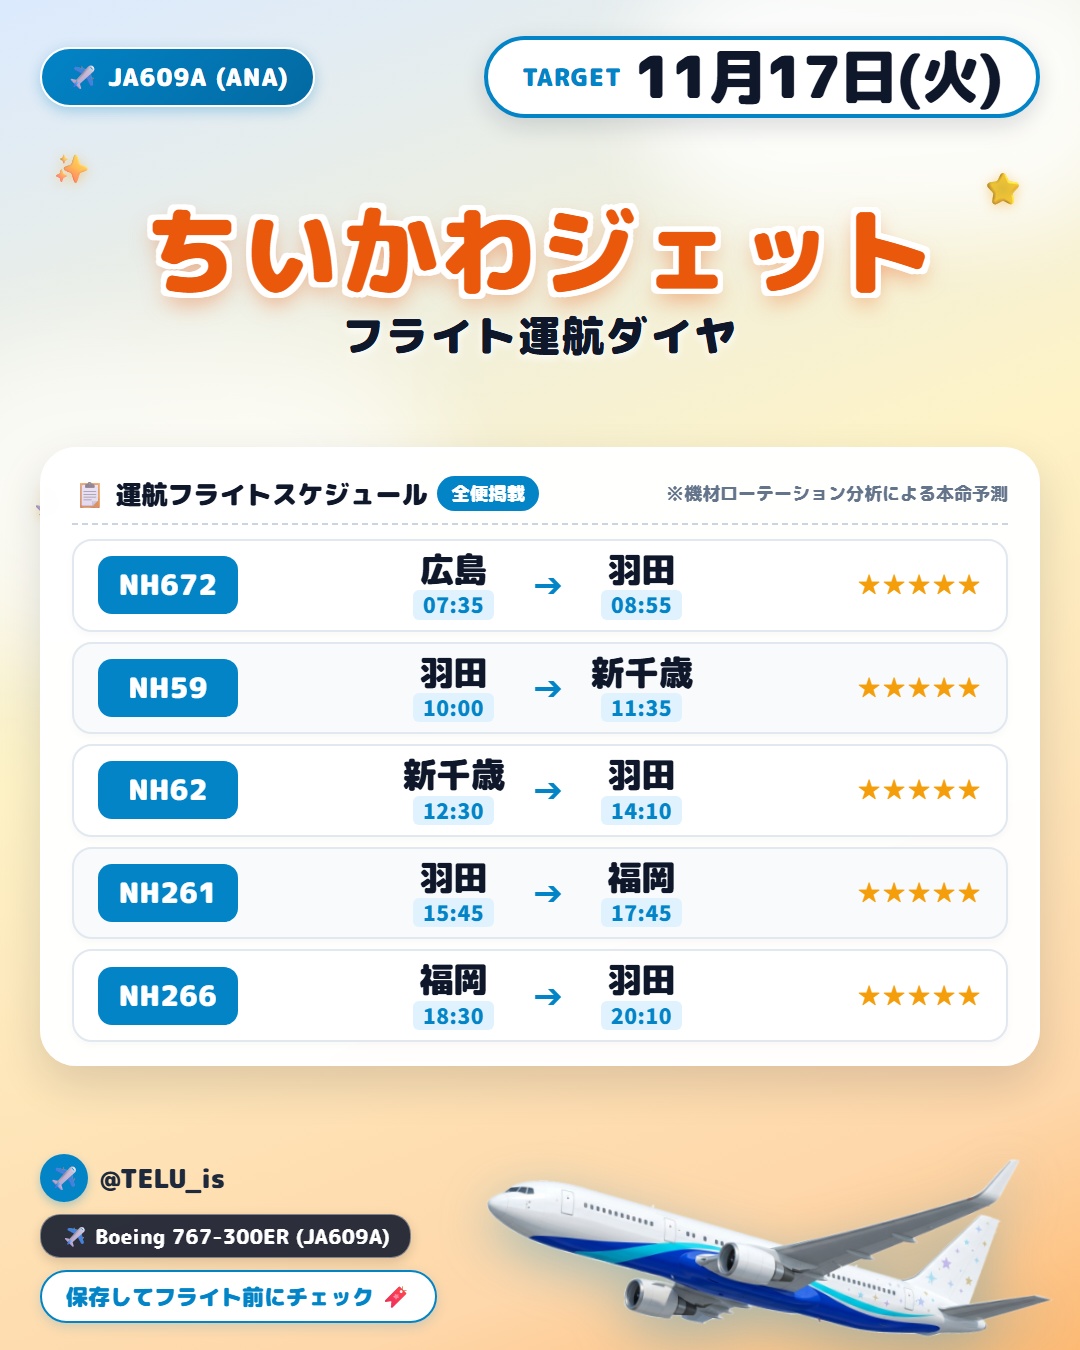 JA609A (ANA)
TARGET 11月17日(火)
ちいかわジェット
フライト運航ダイヤ
運航フライトスケジュール 全便掲載 ※機材ローテーション分析による本命予測
NH672 広島 07:35 → 羽田 08:55 ★★★★★
NH59 羽田 10:00 → 新千歳 11:35 ★★★★★
NH62 新千歳 12:30 → 羽田 14:10 ★★★★★
NH261 羽田 15:45 → 福岡 17:45 ★★★★★
NH266 福岡 18:30 → 羽田 20:10 ★★★★★
@TELU_is
Boeing 767-300ER (JA609A)
保存してフライト前にチェック